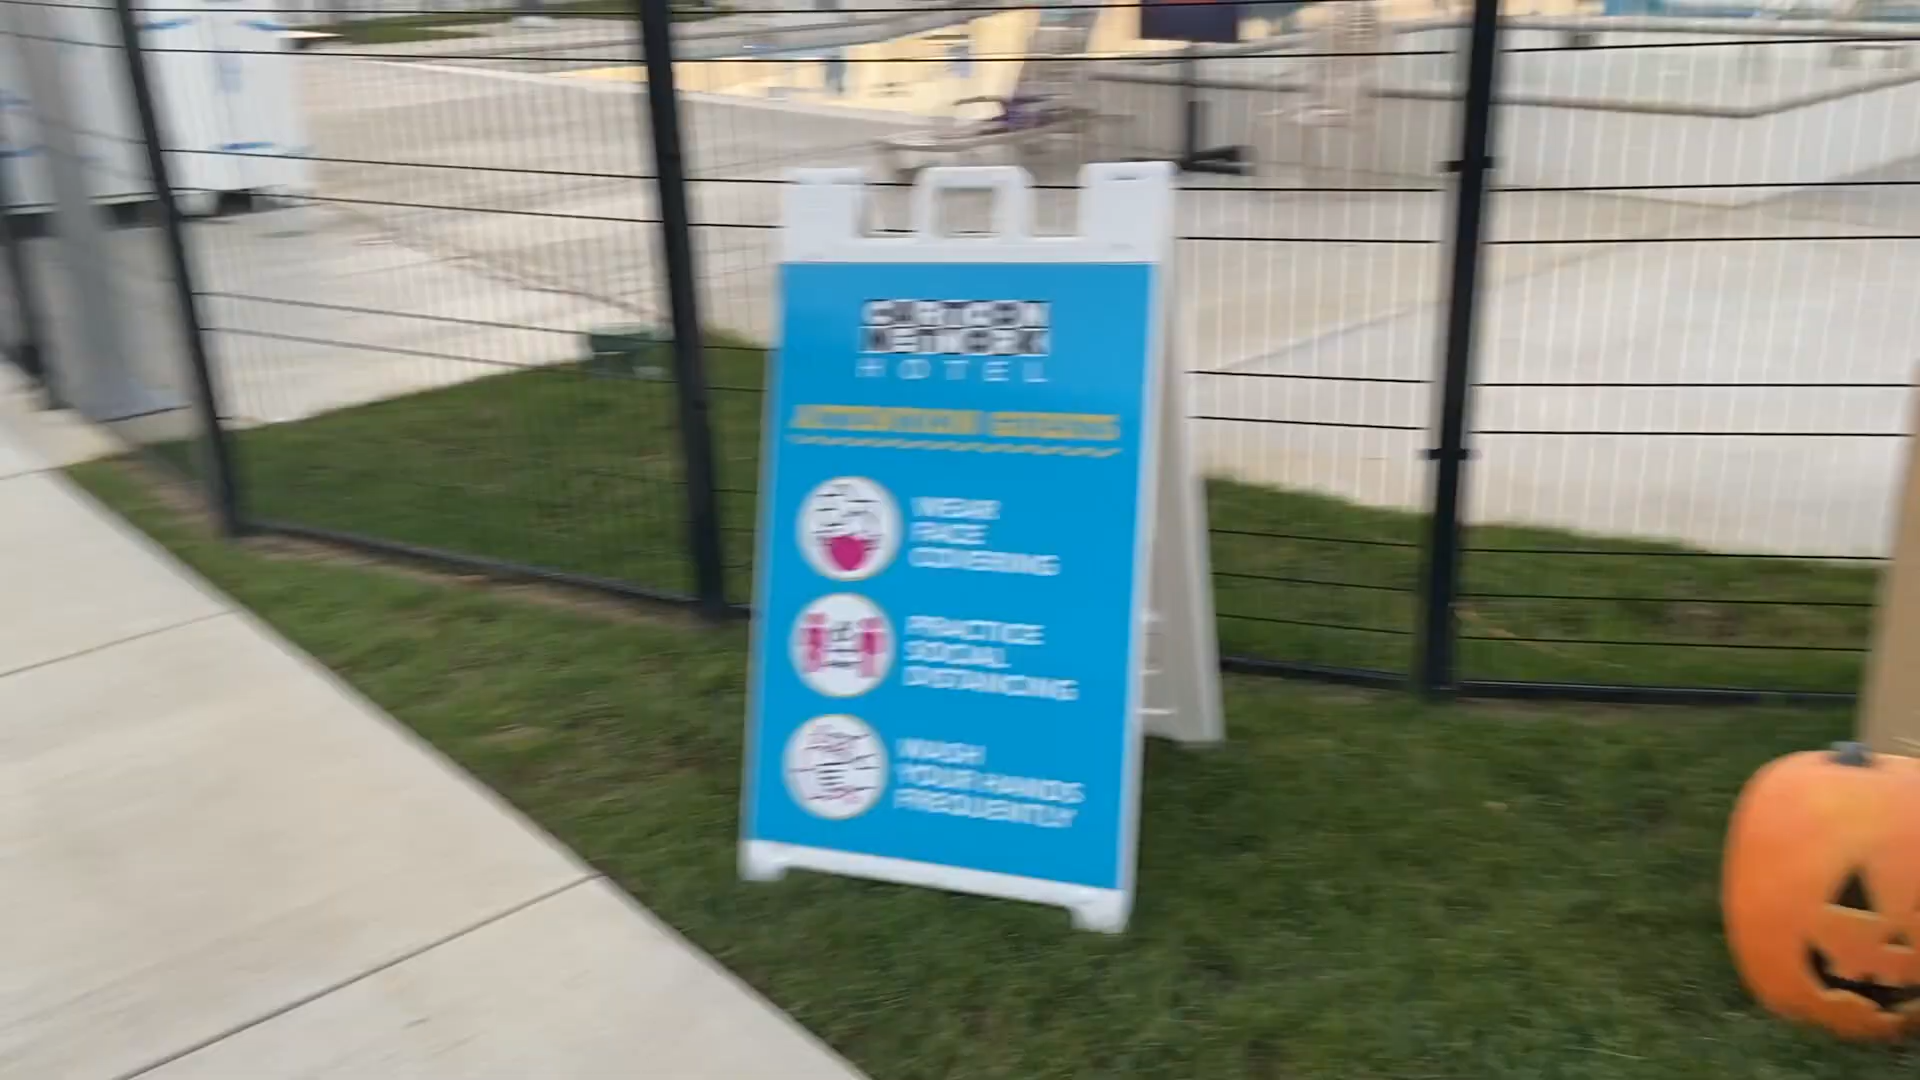 CARTOON
NETWORK
HOTEL
ATTENTION GUESTS
WEAR
FACE
COVERING
PRACTICE
SOCIAL
DISTANCING
WASH
YOUR HANDS
FREQUENTLY